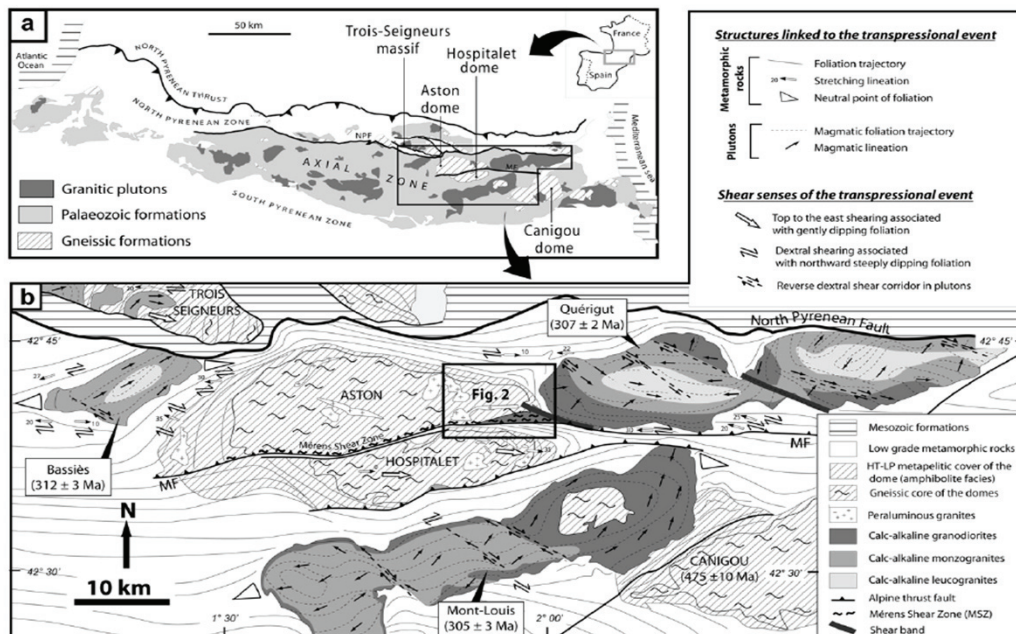 a
50 km
Trois-Seigneurs
massif
Hospitalet
dome
Aston
dome
France
Spain
Atlantic
Ocean
NORTH PYRENEAN THRUST
NORTH PYRENEAN ZONE
NPF
MF
AXIAL ZONE
SOUTH PYRENEAN ZONE
Mediterranean sea
Canigou
dome
Granitic plutons
Palaeozoic formations
Gneissic formations
Structures linked to the transpressional event
Metamorphic
rocks
Foliation trajectory
28
Stretching lineation
Neutral point of foliation
Plutons
Magmatic foliation trajectory
Magmatic lineation
Shear senses of the transpressional event
Top to the east shearing associated
with gently dipping foliation
Dextral shearing associated
with northward steeply dipping foliation
Reverse dextral shear corridor in plutons
b
TROIS
SEIGNEURS
Quérigut
(307 ± 2 Ma)
North Pyrenean Fault
42 45'
42 45'
ASTON
Fig. 2
Mérens Shear Zone
HOSPITALET
MF
MF
Bassiès
(312 ± 3 Ma)
N
10 km
42 30'
42 30'
CANIGOU
(475 ±10 Ma)
Mont-Louis
(305 ± 3 Ma)
1 30'
2 00'
Mesozoic formations
Low grade metamorphic rocks
HT-LP metapelitic cover of the
dome (amphibolite facies)
Gneissic core of the domes
Peraluminous granites
Calc-alkaline granodiorites
Calc-alkaline monzogranites
Calc-alkaline leucogranites
Alpine thrust fault
Mérens Shear Zone (MSZ)
Shear band